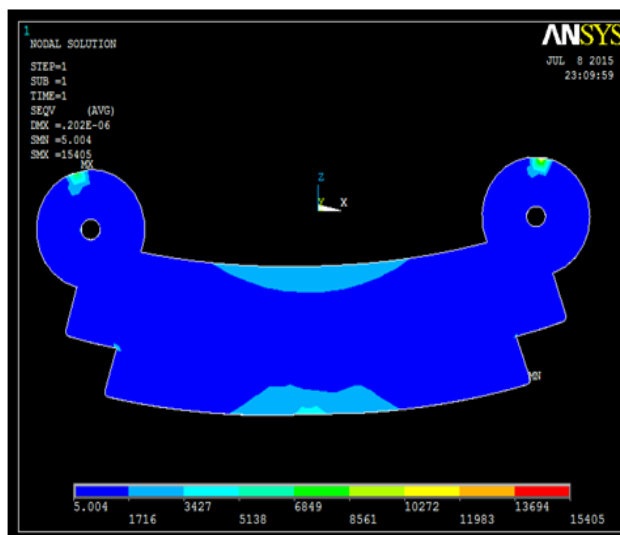 1
NODAL SOLUTION
ANSYS
JUL 8 2015
23:09:59
STEP=1
SUB =1
TIME=1
SEQV (AVG)
DMX =.202E-06
SMN =5.004
SMX =15405
MX
Z
Y X
MN
5.004 3427 6849 10272 13694
1716 5138 8561 11983 15405